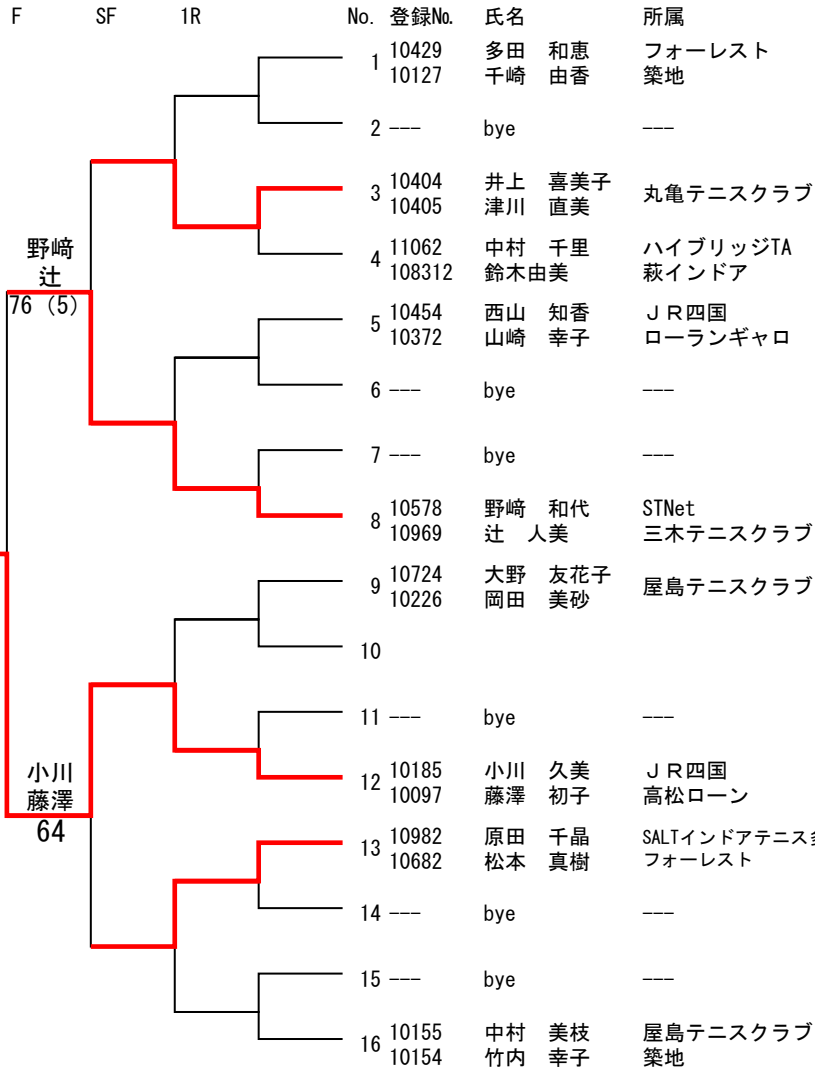 F SF 1R No. 登録No. 氏名 所属
1 10429 多田 和恵 フォーレスト
10127 千崎 由香 築地
2 --- bye ---
3 10404 井上 喜美子 丸亀テニスクラブ
10405 津川 直美
4 11062 中村 千里 ハイブリッジTA
108312 鈴木由美 萩インドア
野﨑
辻
76 (5)
5 10454 西山 知香 ＪＲ四国
10372 山崎 幸子 ローランギャロ
6 --- bye ---
7 --- bye ---
8 10578 野﨑 和代 STNet
10969 辻 人美 三木テニスクラブ
9 10724 大野 友花子 屋島テニスクラブ
10226 岡田 美砂
10
11 --- bye ---
12 10185 小川 久美 ＪＲ四国
10097 藤澤 初子 高松ローン
小川
藤澤
64
13 10982 原田 千晶 SALTインドアテニス
10682 松本 真樹 フォーレスト
14 --- bye ---
15 --- bye ---
16 10155 中村 美枝 屋島テニスクラブ
10154 竹内 幸子 築地